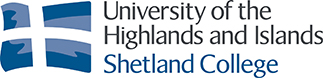 University of the
Highlands and Islands
Shetland College